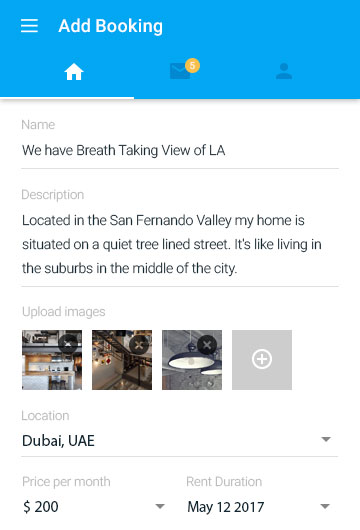 Add Booking
6
Name
We have Breath Taking View of LA
Description
Located in the San Fernando Valley my home is
situated on a quiet tree lined street. It's like living in
the suburbs in the middle of the city.
Upload images
Location
Dubai, UAE
Price per month
Rent Duration
$ 200
May 12 2017